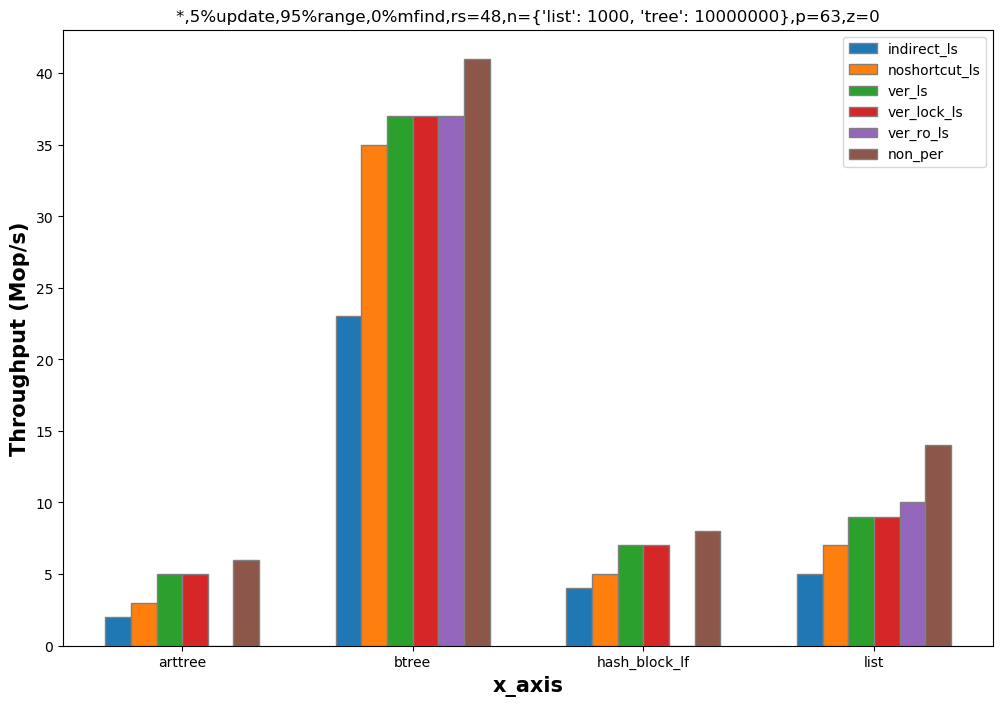 *,5%update,95%range,0%mfind,rs=48,n={'list': 1000, 'tree': 10000000},p=63,z=0
indirect_ls
noshortcut_ls
ver_ls
ver_lock_ls
ver_ro_ls
non_per
Throughput (Mop/s)
40
35
30
25
20
15
10
5
0
arttree btree hash_block_lf list
x_axis